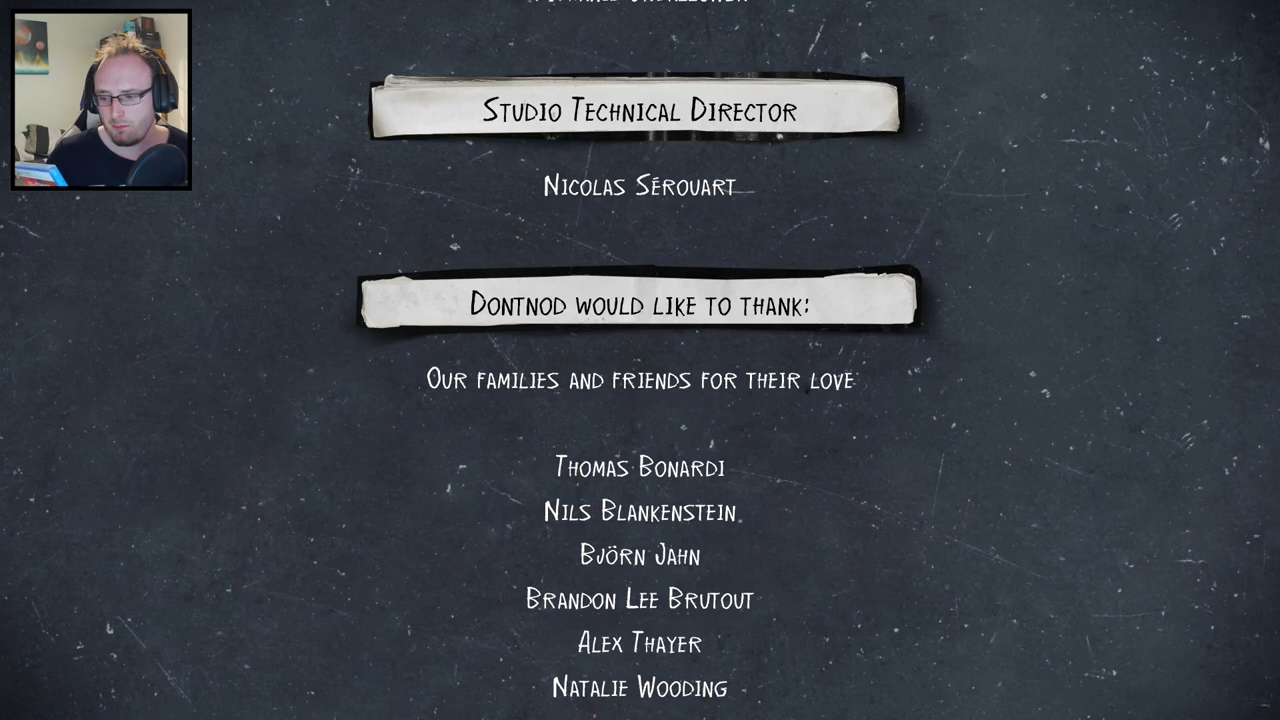 Studio Technical Director
Nicolas Sérouart
Dontnod would like to thank:
Our families and friends for their love
Thomas Bonardi
Nils Blankenstein
Björn Jahn
Brandon Lee Brutout
Alex Thayer
Natalie Wooding